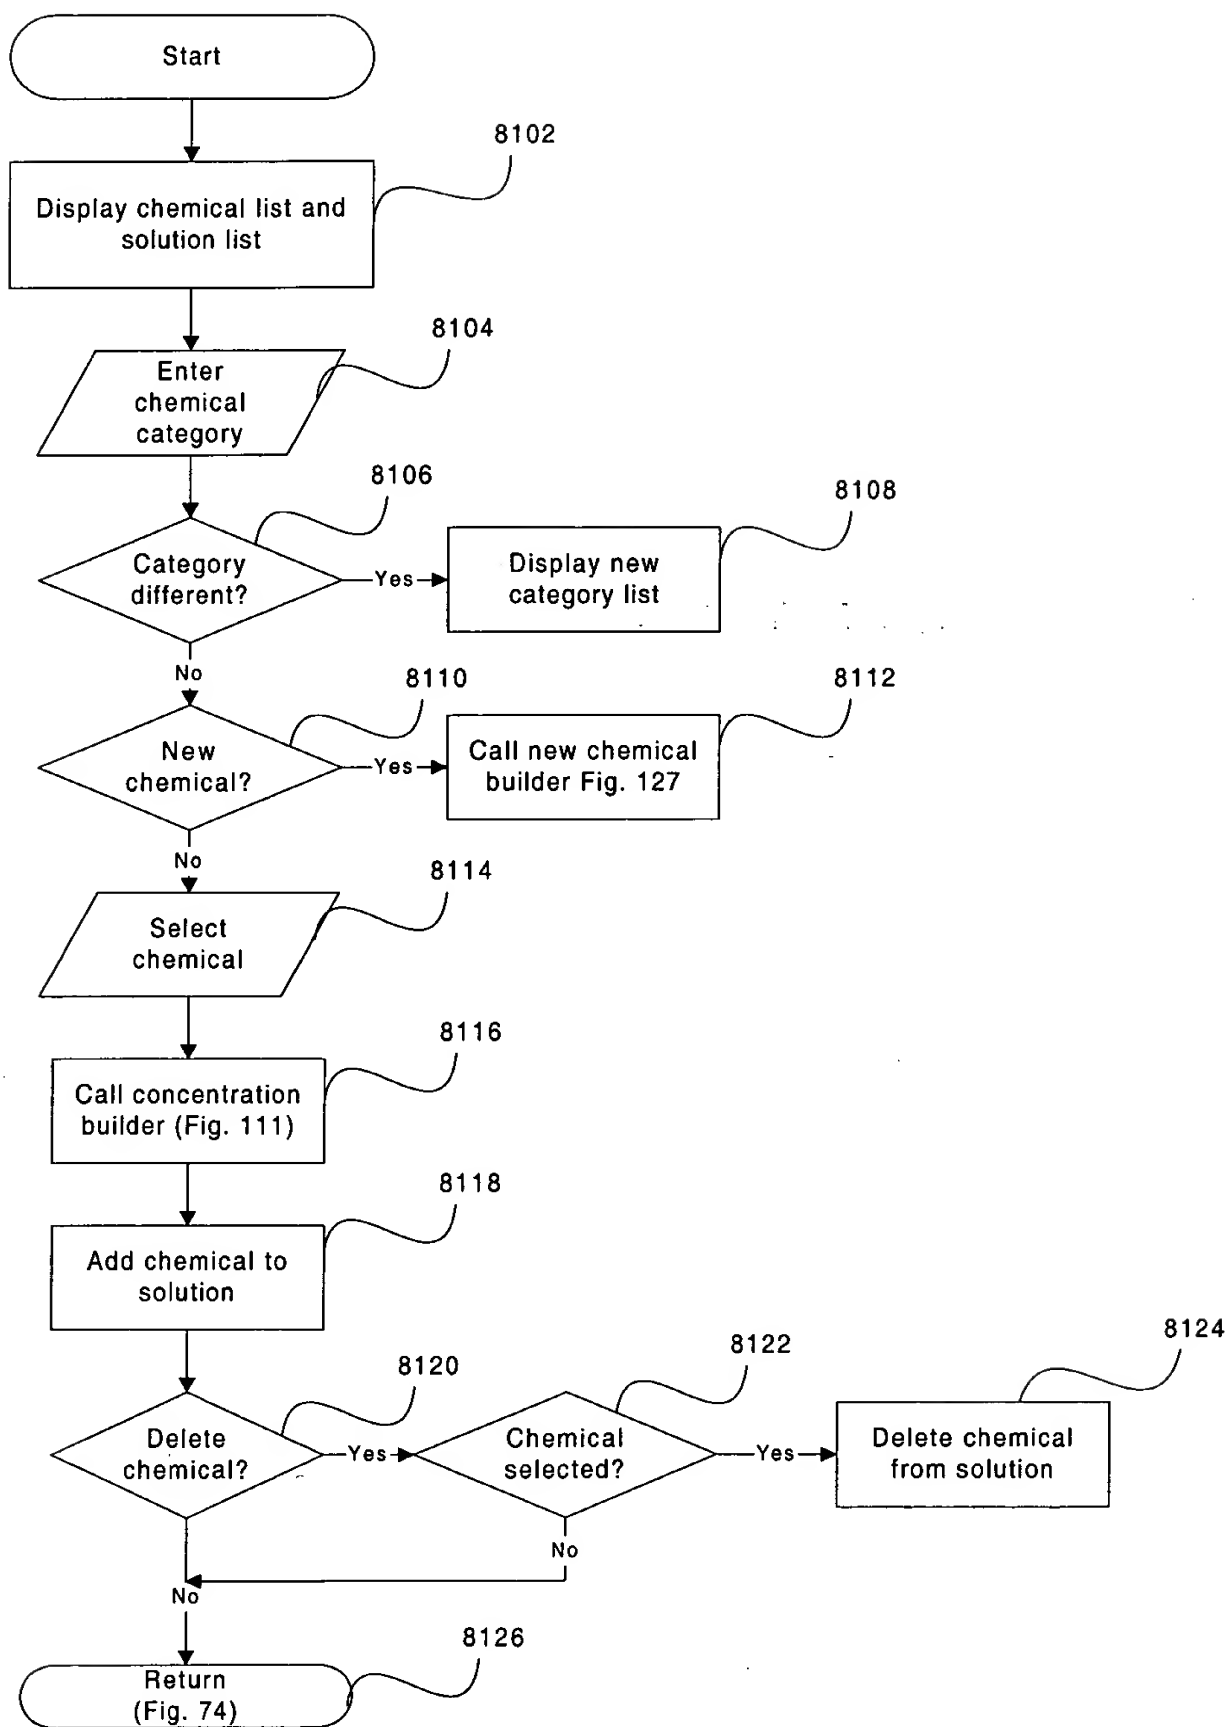 Start
8102
Display chemical list and
solution list
8104
Enter
chemical
category
8106
8108
Category
different?
Yes
Display new
category list
No
8110
8112
New
chemical?
Yes
Call new chemical
builder Fig. 127
No
8114
Select
chemical
8116
Call concentration
builder (Fig. 111)
8118
Add chemical to
solution
8120
8122
8124
Delete
chemical?
Yes
Chemical
selected?
Yes
Delete chemical
from solution
No
No
8126
Return
(Fig. 74)